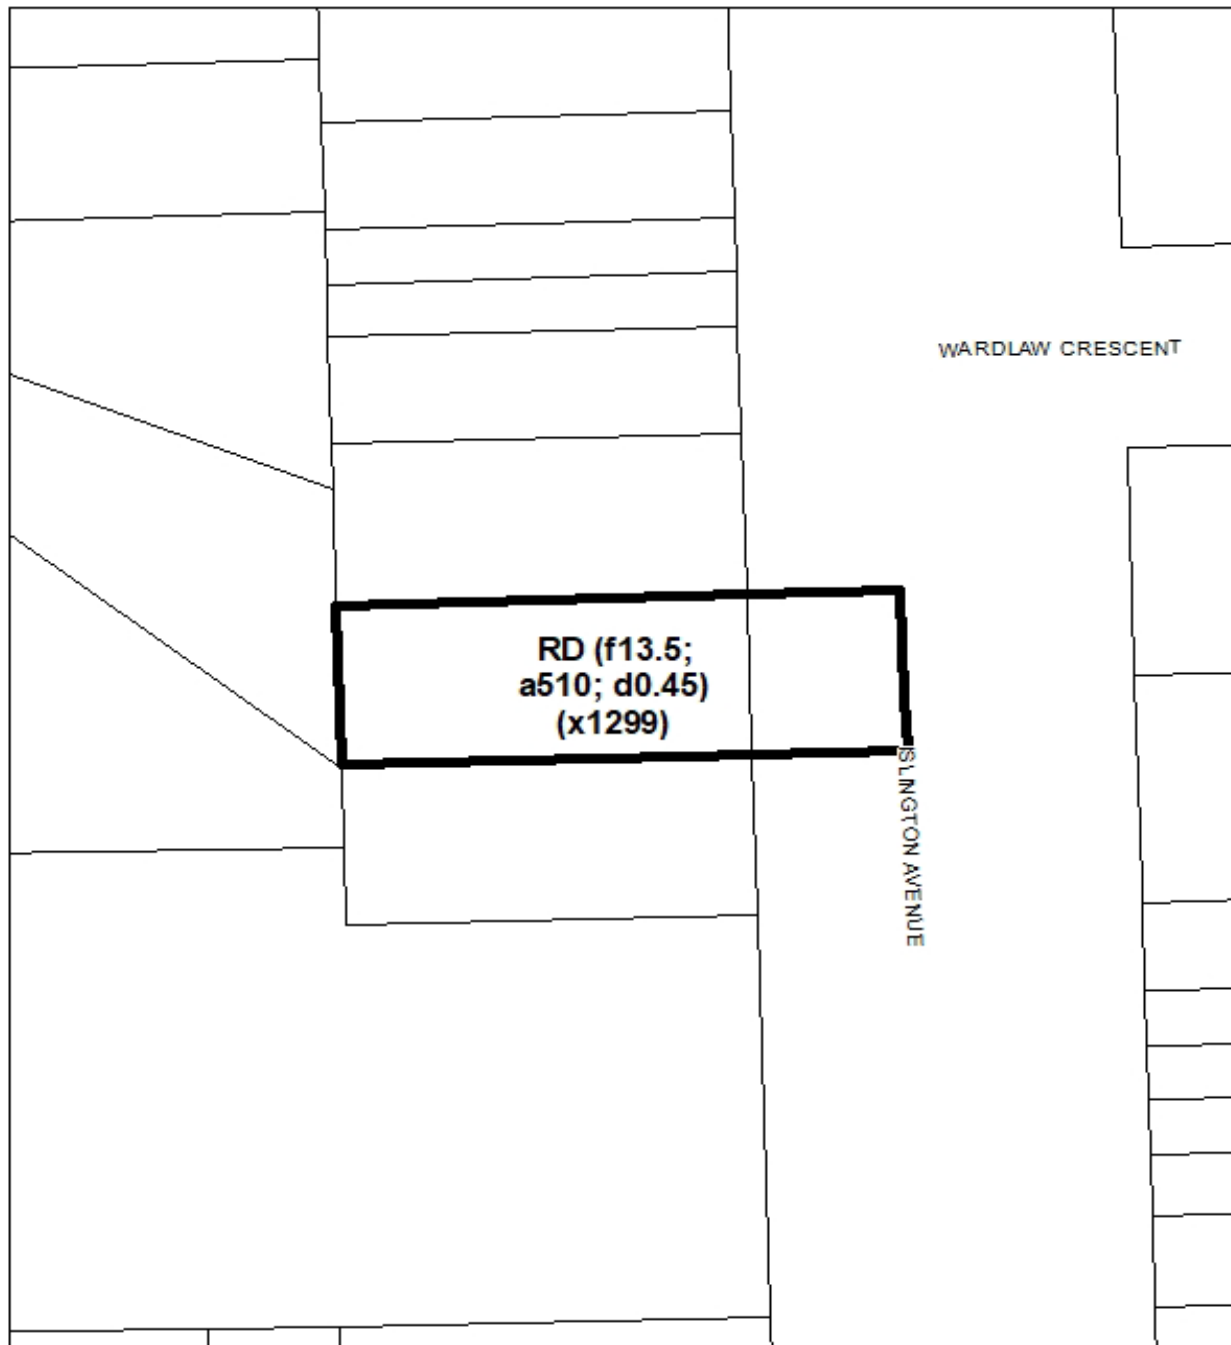 WARDLAW CRESCENT
RD (f13.5;
a510; d0.45)
(x1299)
ISLINGTON AVENUE